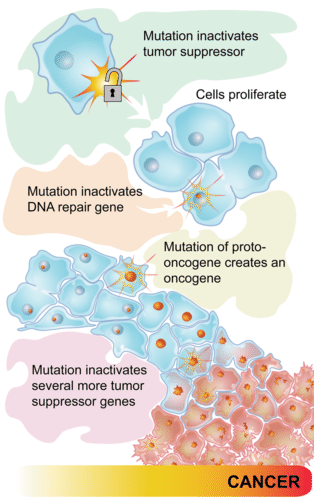 Mutation inactivates
tumor suppressor
Cells proliferate
Mutation inactivates
DNA repair gene
Mutation of proto-
oncogene creates an
oncogene
Mutation inactivates
several more tumor
suppressor genes
CANCER